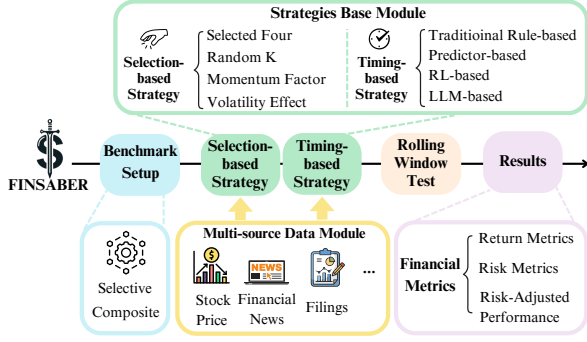 Strategies Base Module
Selection-
based
Strategy
Selected Four
Random K
Momentum Factor
Volatility Effect
Timing-
based
Strategy
Traditioinal Rule-based
Predictor-based
RL-based
LLM-based
FINSABER
Benchmark
Setup
Selection-
based
Strategy
Timing-
based
Strategy
Rolling
Window
Test
Results
Selective
Composite
Multi-source Data Module
Stock
Price
NEWS
Financial
News
Filings
...
Financial
Metrics
Return Metrics
Risk Metrics
Risk-Adjusted
Performance